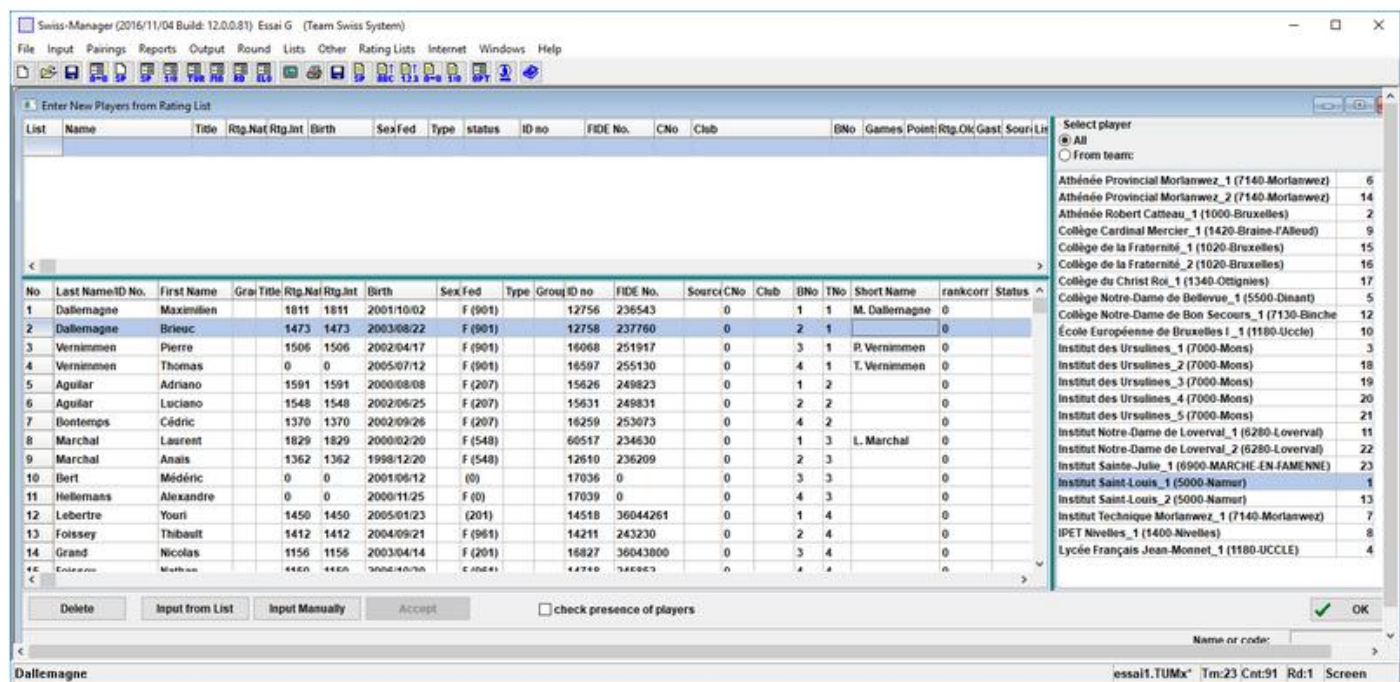 Swiss-Manager (2016/11/04 Build: 12.0.0.81) Essai G (Team Swiss System)
File Input Pairings Reports Output Round Lists Other Rating Lists Internet Windows Help
Enter New Players from Rating List
List Name Title Rtg.Nat Rtg.Int Birth Sex Fed Type status ID no FIDE No. CNo Club BNo Games Point: Rtg.Old Gast Sour Lis
Select player
All
From team:
Athénée Provincial Morlanwez_1 (7140-Morlanwez) 6
Athénée Provincial Morlanwez_2 (7140-Morlanwez) 14
Athénée Robert Catteau_1 (1000-Bruxelles) 2
Collège Cardinal Mercier_1 (1420-Braine-l'Alleud) 9
Collège de la Fraternité_1 (1020-Bruxelles) 15
Collège de la Fraternité_2 (1020-Bruxelles) 16
Collège du Christ Roi_1 (1340-Ottignies) 17
Collège Notre-Dame de Bellevue_1 (5500-Dinant) 5
Collège Notre-Dame de Bon Secours_1 (7130-Binche 12
École Européenne de Bruxelles I_1 (1180-Uccle) 10
Institut des Ursulines_1 (7000-Mons) 3
Institut des Ursulines_2 (7000-Mons) 18
Institut des Ursulines_3 (7000-Mons) 19
Institut des Ursulines_4 (7000-Mons) 20
Institut des Ursulines_5 (7000-Mons) 21
Institut Notre-Dame de Loverval_1 (6280-Loverval) 11
Institut Notre-Dame de Loverval_2 (6280-Loverval) 22
Institut Sainte-Julie_1 (6900-MARCHE-EN-FAMENNE) 23
Institut Saint-Louis_1 (5000-Namur) 1
Institut Saint-Louis_2 (5000-Namur) 13
Institut Technique Morlanwez_1 (7140-Morlanwez) 7
IPET Nivelles_1 (1400-Nivelles) 8
Lycée Français Jean-Monnet_1 (1180-UCCLE) 4
No Last Name/ID No. First Name Gra Title Rtg.Nat Rtg.Int Birth Sex Fed Type Group ID no FIDE No. Source CNo Club BNo TNo Short Name rankcorr Status
1 Dallemagne Maximilien 1811 1811 2001/10/02 F (901) 12756 236543 0 1 1 M. Dallemagne 0
2 Dallemagne Brieuc 1473 1473 2003/08/22 F (901) 12758 237760 0 2 1 0
3 Vernimmen Pierre 1506 1506 2002/04/17 F (901) 16068 251917 0 3 1 P. Vernimmen 0
4 Vernimmen Thomas 0 0 2005/07/12 F (901) 16597 255130 0 4 1 T. Vernimmen 0
5 Aguilar Adriano 1591 1591 2000/08/08 F (207) 15626 249823 0 1 2 0
6 Aguilar Luciano 1548 1548 2002/06/25 F (207) 15631 249831 0 2 2 0
7 Bontemps Cédric 1370 1370 2002/09/26 F (207) 16259 253073 0 4 2 0
8 Marchal Laurent 1829 1829 2000/02/20 F (548) 60517 234630 0 1 3 L. Marchal 0
9 Marchal Anais 1362 1362 1998/12/20 F (548) 12610 236209 0 2 3 0
10 Bert Médéric 0 0 2001/06/12 (0) 17036 0 0 3 3 0
11 Hellemans Alexandre 0 0 2000/11/25 F (0) 17039 0 0 4 3 0
12 Lebertre Youri 1450 1450 2005/01/23 (201) 14518 36044261 0 1 4 0
13 Foissey Thibault 1412 1412 2004/09/21 F (961) 14211 243230 0 2 4 0
14 Grand Nicolas 1156 1156 2003/04/14 F (201) 16827 36043800 0 3 4 0
Delete Input from List Input Manually Accept check presence of players OK
Name or code:
Dallemagne essai1.TUMx* Tm:23 Cnt:91 Rd:1 Screen